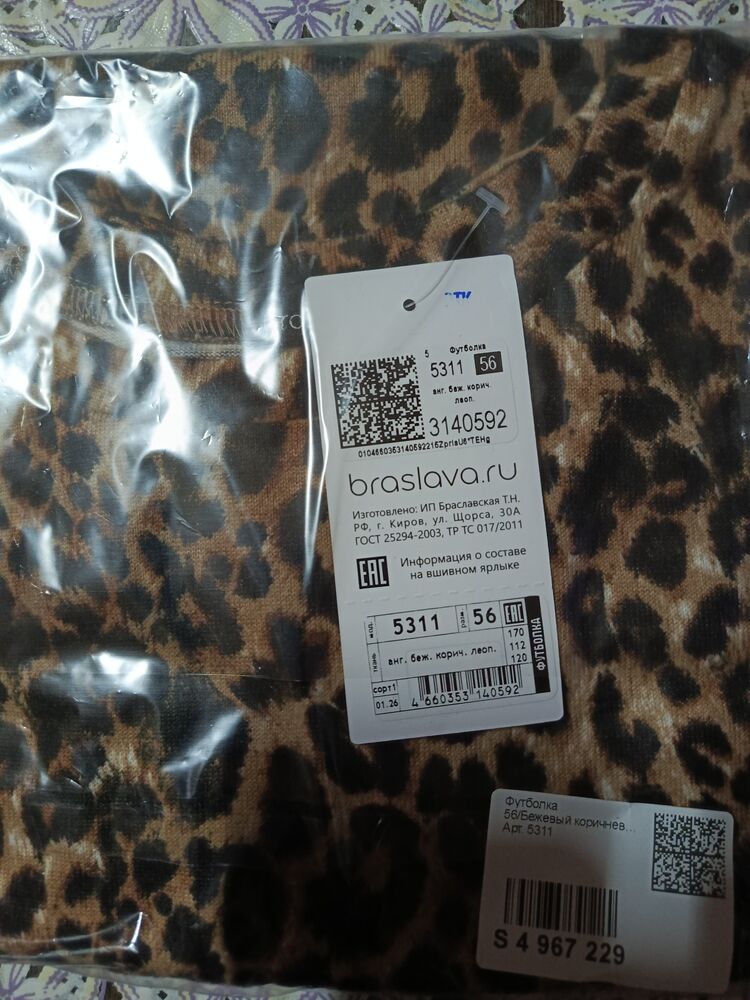 5 Футболка
5311 56
анг. беж. корич.
леоп.
3140592
braslava.ru
Изготовлено: ИП Браславская Т.Н.
РФ, г. Киров, ул. Щорса, 30А
ГОСТ 25294-2003, ТР ТС 017/2011
EAC Информация о составе
на вшивном ярлыке
мод. 5311 разм. 56 EAC
ткань анг. беж. корич. леоп.
170
112
120
ФУТБОЛКА
сорт1
01.26
4 660353 140592
Футболка
56/Бежевый коричнев...
Арт. 5311
S 4 967 229